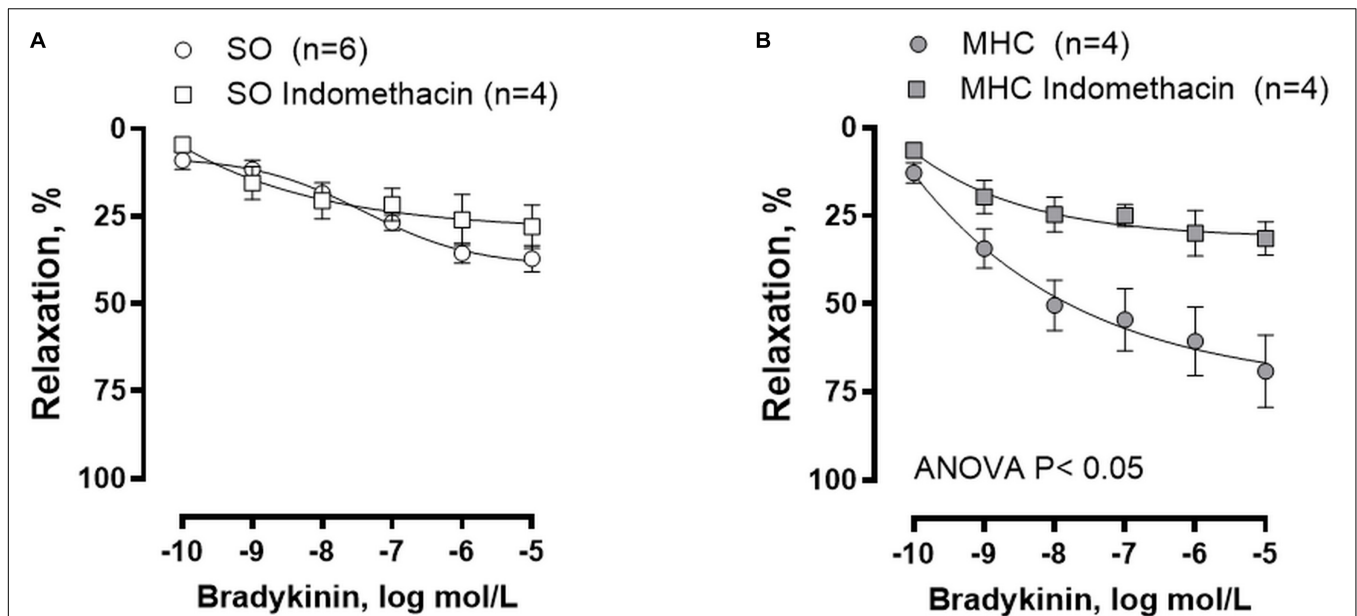 A
SO (n=6)
SO Indomethacin (n=4)
0
25
50
75
100
Relaxation, %
-10 -9 -8 -7 -6 -5
Bradykinin, log mol/L
B
MHC (n=4)
MHC Indomethacin (n=4)
0
25
50
75
100
Relaxation, %
ANOVA P< 0.05
-10 -9 -8 -7 -6 -5
Bradykinin, log mol/L